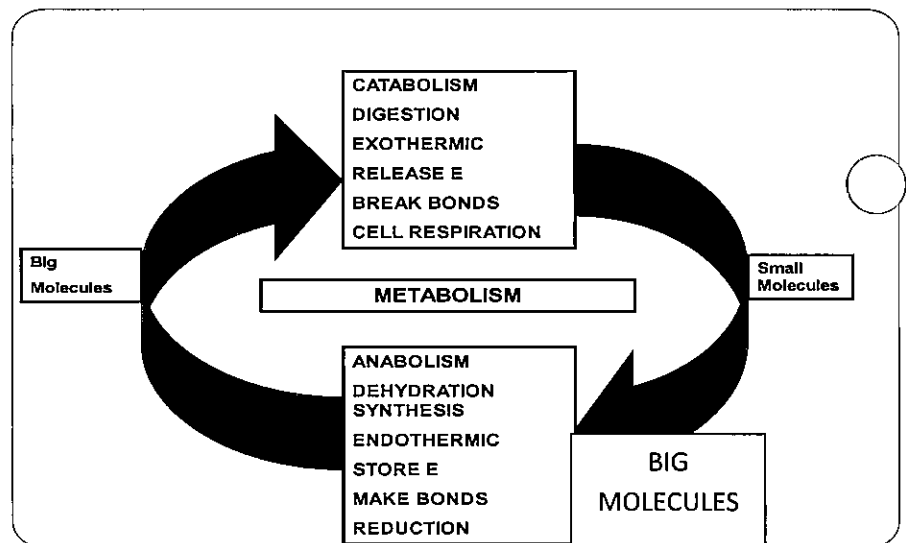 CATABOLISM
DIGESTION
EXOTHERMIC
RELEASE E
BREAK BONDS
CELL RESPIRATION
Big
Molecules
METABOLISM
Small
Molecules
ANABOLISM
DEHYDRATION
SYNTHESIS
ENDOTHERMIC
STORE E
MAKE BONDS
REDUCTION
BIG
MOLECULES